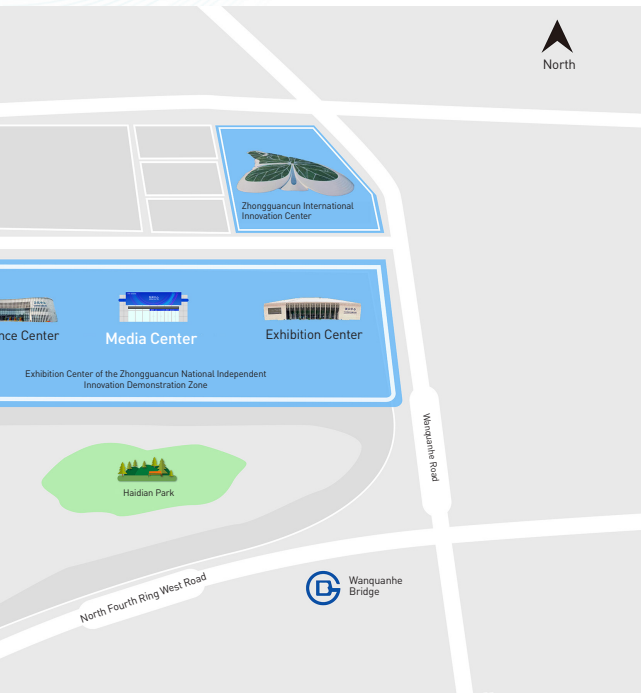 North
Zhongguancun International
Innovation Center
nce Center
Media Center
Exhibition Center
Exhibition Center of the Zhongguancun National Independent
Innovation Demonstration Zone
Wanquanhe Road
Haidian Park
North Fourth Ring West Road
Wanquanhe
Bridge